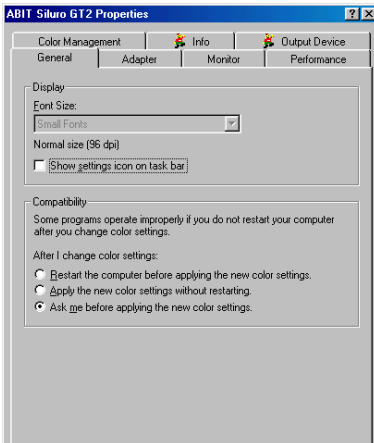 ABIT Siluro GT2 Properties
Color Management
Info
Output Device
General
Adapter
Monitor
Performance
Display
Font Size:
Small Fonts
Normal size (96 dpi)
Show settings icon on task bar
Compatibility
Some programs operate improperly if you do not restart your computer
after you change color settings.
After I change color settings:
Restart the computer before applying the new color settings.
Apply the new color settings without restarting.
Ask me before applying the new color settings.